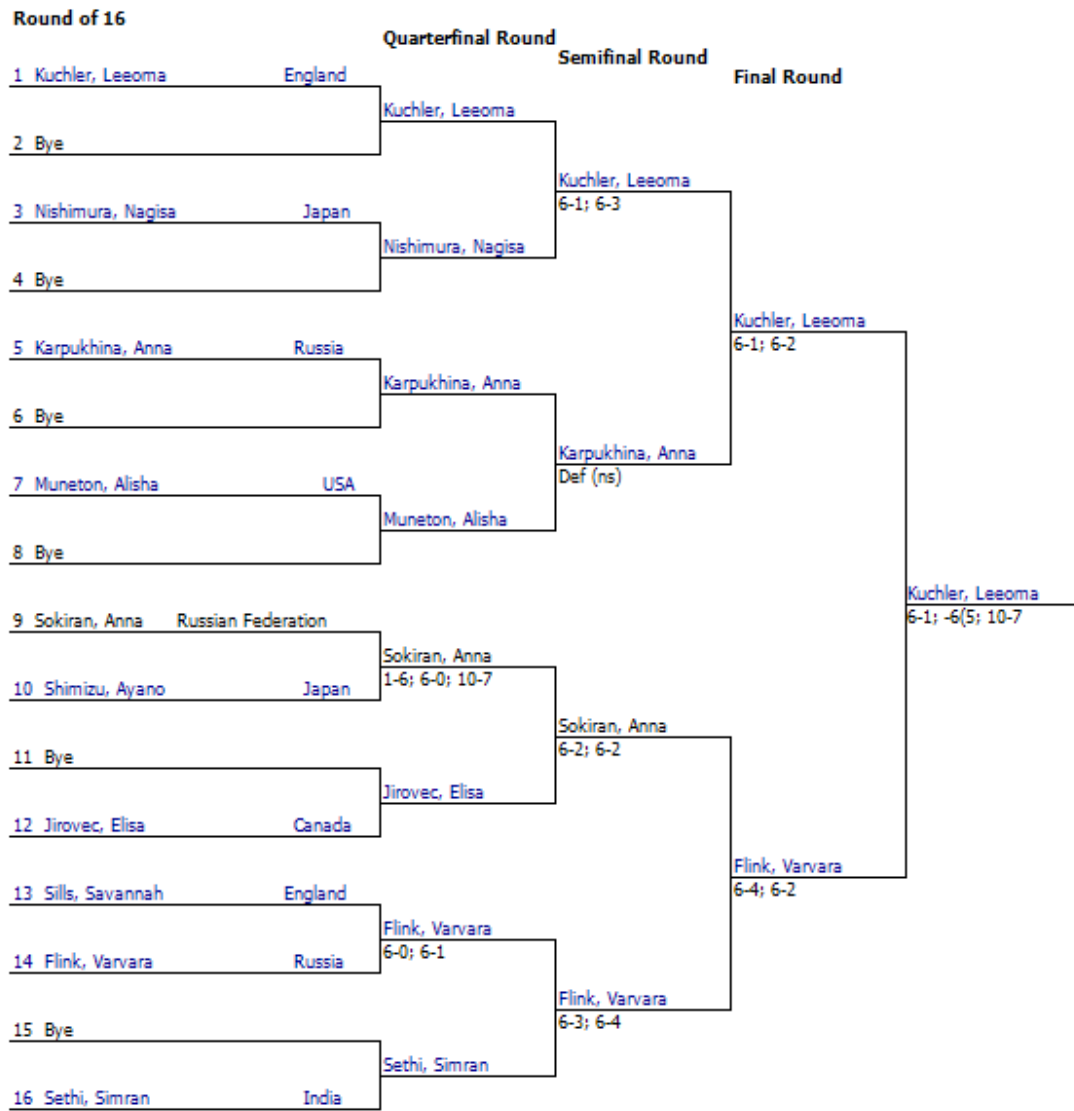 Round of 16
Quarterfinal Round
Semifinal Round
Final Round
1 Kuchler, Leeoma England
2 Bye
3 Nishimura, Nagisa Japan
4 Bye
5 Karpukhina, Anna Russia
6 Bye
7 Muneton, Alisha USA
8 Bye
9 Sokiran, Anna Russian Federation
10 Shimizu, Ayano Japan
11 Bye
12 Jirovec, Elisa Canada
13 Sills, Savannah England
14 Flink, Varvara Russia
15 Bye
16 Sethi, Simran India
Kuchler, Leeoma
Nishimura, Nagisa
Karpukhina, Anna
Muneton, Alisha
Sokiran, Anna
1-6; 6-0; 10-7
Jirovec, Elisa
Flink, Varvara
6-0; 6-1
Sethi, Simran
Kuchler, Leeoma
6-1; 6-3
Karpukhina, Anna
Def (ns)
Sokiran, Anna
6-2; 6-2
Flink, Varvara
6-3; 6-4
Kuchler, Leeoma
6-1; 6-2
Flink, Varvara
6-4; 6-2
Kuchler, Leeoma
6-1; -6(5; 10-7